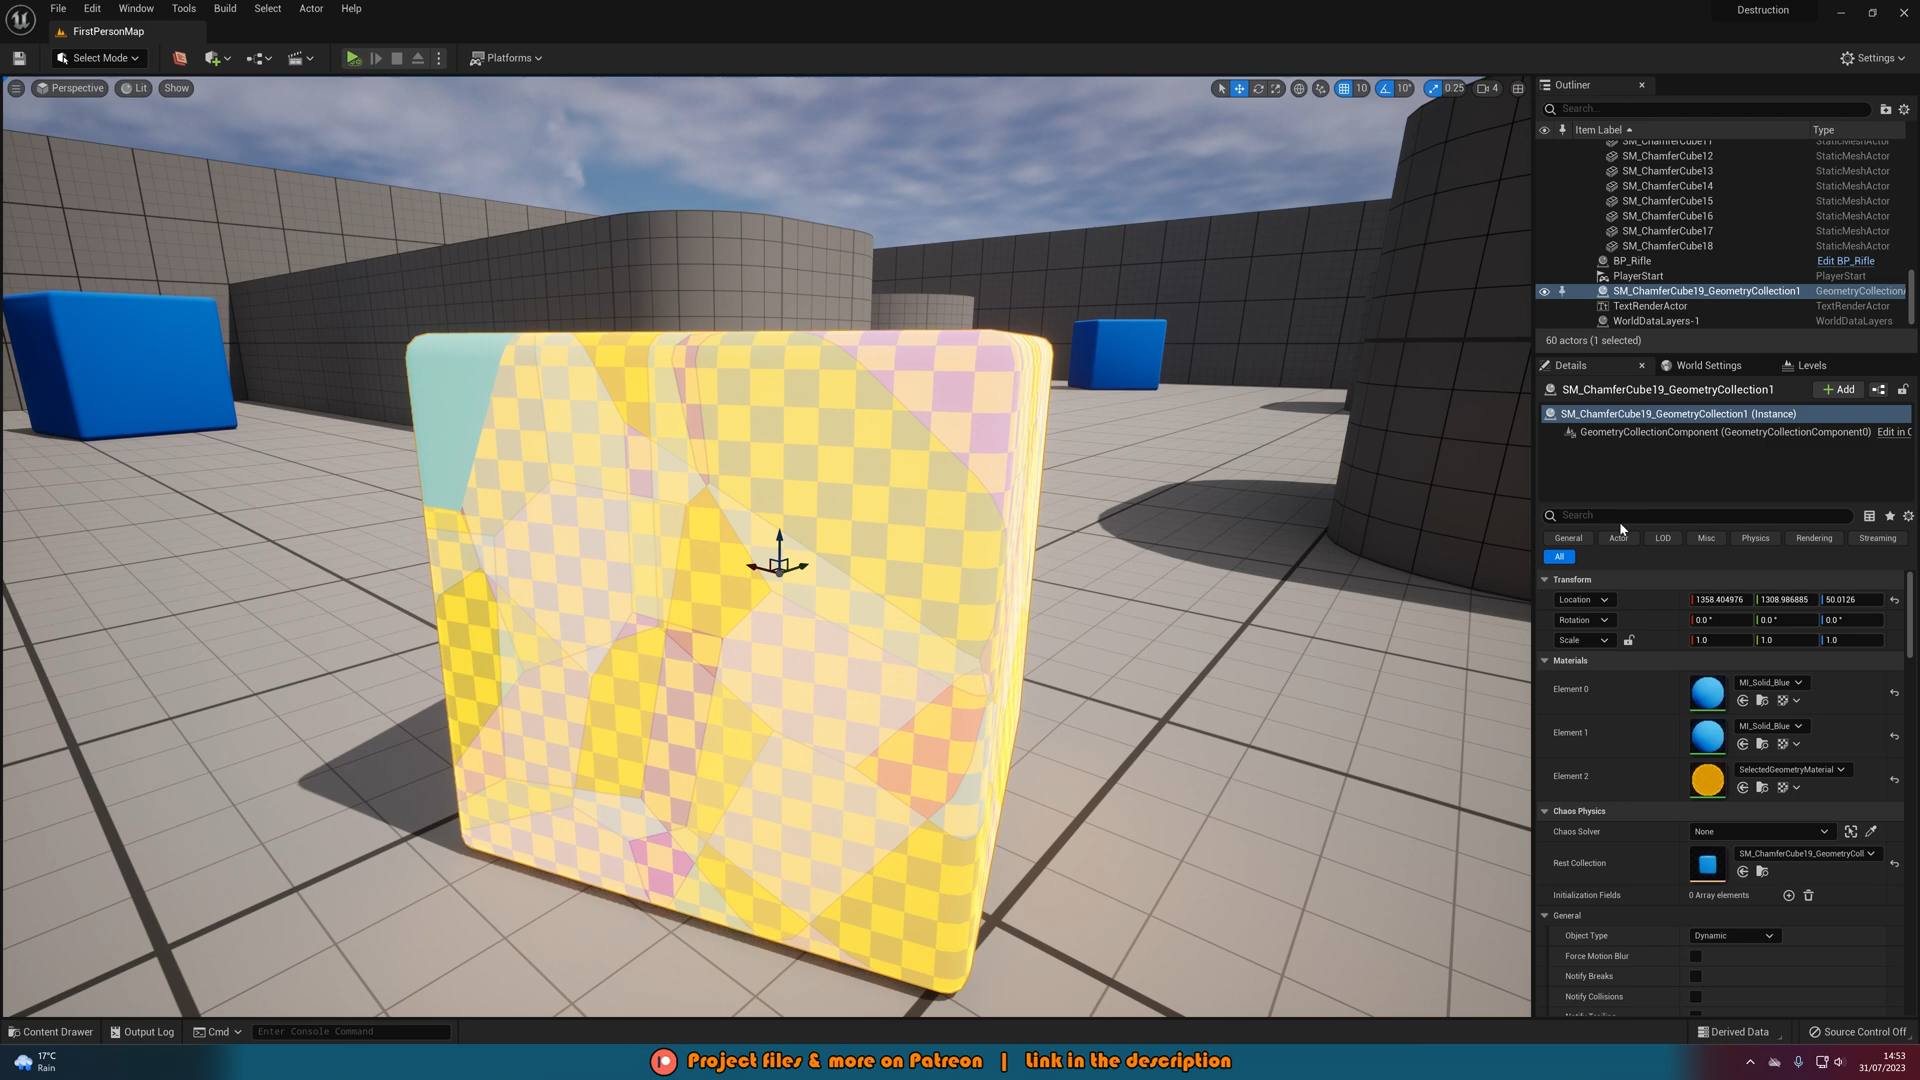 File Edit Window Tools Build Select Actor Help
Destruction
FirstPersonMap
Select Mode
Platforms
Settings
Perspective Lit Show
10 10° 0.25 4
Outliner
Search...
Item Label Type
SM_ChamferCube11 StaticMeshActor
SM_ChamferCube12 StaticMeshActor
SM_ChamferCube13 StaticMeshActor
SM_ChamferCube14 StaticMeshActor
SM_ChamferCube15 StaticMeshActor
SM_ChamferCube16 StaticMeshActor
SM_ChamferCube17 StaticMeshActor
SM_ChamferCube18 StaticMeshActor
BP_Rifle Edit BP_Rifle
PlayerStart PlayerStart
SM_ChamferCube19_GeometryCollection1 GeometryCollection
TextRenderActor TextRenderActor
WorldDataLayers-1 WorldDataLayers
60 actors (1 selected)
Details World Settings Levels
SM_ChamferCube19_GeometryCollection1 Add
SM_ChamferCube19_GeometryCollection1 (Instance)
GeometryCollectionComponent (GeometryCollectionComponent0) Edit in C
Search
General Actor LOD Misc Physics Rendering Streaming
All
Transform
Location 1358.404976 1308.986885 50.0126
Rotation 0.0° 0.0° 0.0°
Scale 1.0 1.0 1.0
Materials
Element 0 MI_Solid_Blue
Element 1 MI_Solid_Blue
Element 2 SelectedGeometryMaterial
Chaos Physics
Chaos Solver None
Rest Collection SM_ChamferCube19_GeometryColl
Initialization Fields 0 Array elements
General
Object Type Dynamic
Force Motion Blur
Notify Breaks
Notify Collisions
Content Drawer Output Log Cmd Enter Console Command
Derived Data Source Control Off
17°C
Rain
Project files & more on Patreon | Link in the description
14:53
31/07/2023